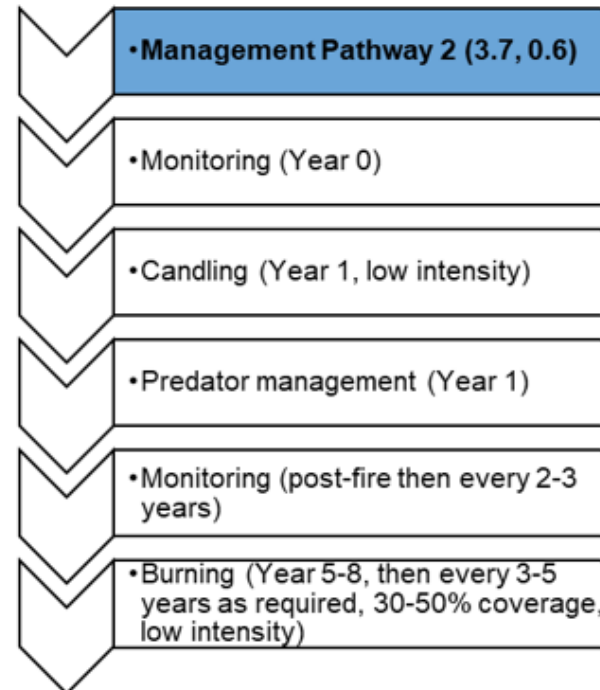 •Management Pathway 2 (3.7, 0.6)
•Monitoring (Year 0)
•Candling (Year 1, low intensity)
•Predator management (Year 1)
•Monitoring (post-fire then every 2-3
years)
•Burning (Year 5-8, then every 3-5
years as required, 30-50% coverage,
low intensity)